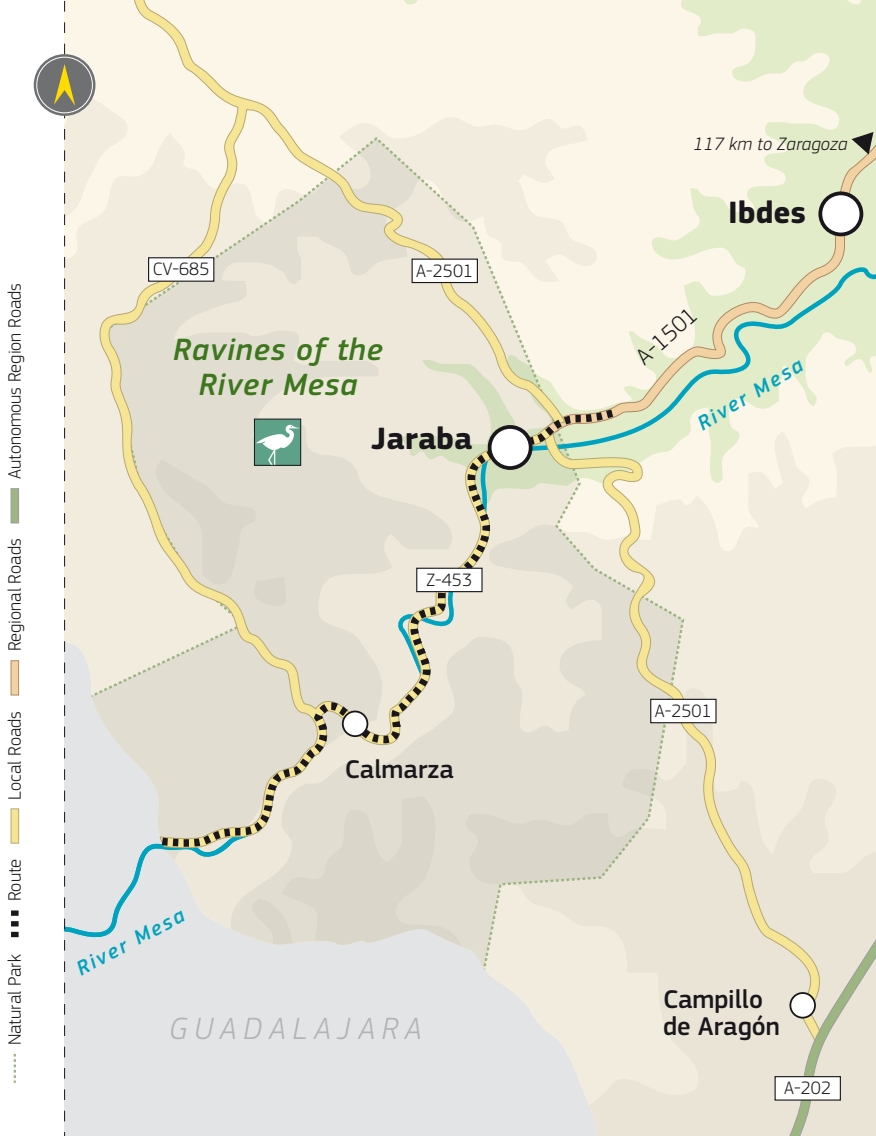 117 km to Zaragoza
Ibdes
CV-685
A-2501
A-1501
Ravines of the
River Mesa
River Mesa
Jaraba
Z-453
A-2501
Calmarza
River Mesa
GUADALAJARA
Campillo
de Aragón
A-202
Natural Park
Route
Local Roads
Regional Roads
Autonomous Region Roads